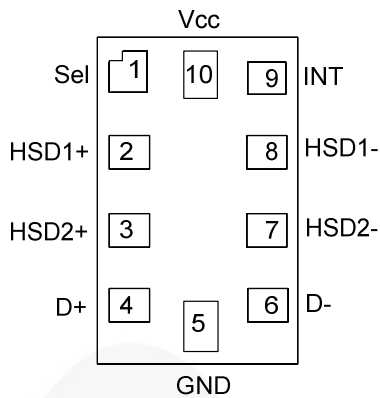 Vcc
Sel 1 10 9 INT
HSD1+ 2 8 HSD1-
HSD2+ 3 7 HSD2-
D+ 4 5 6 D-
GND